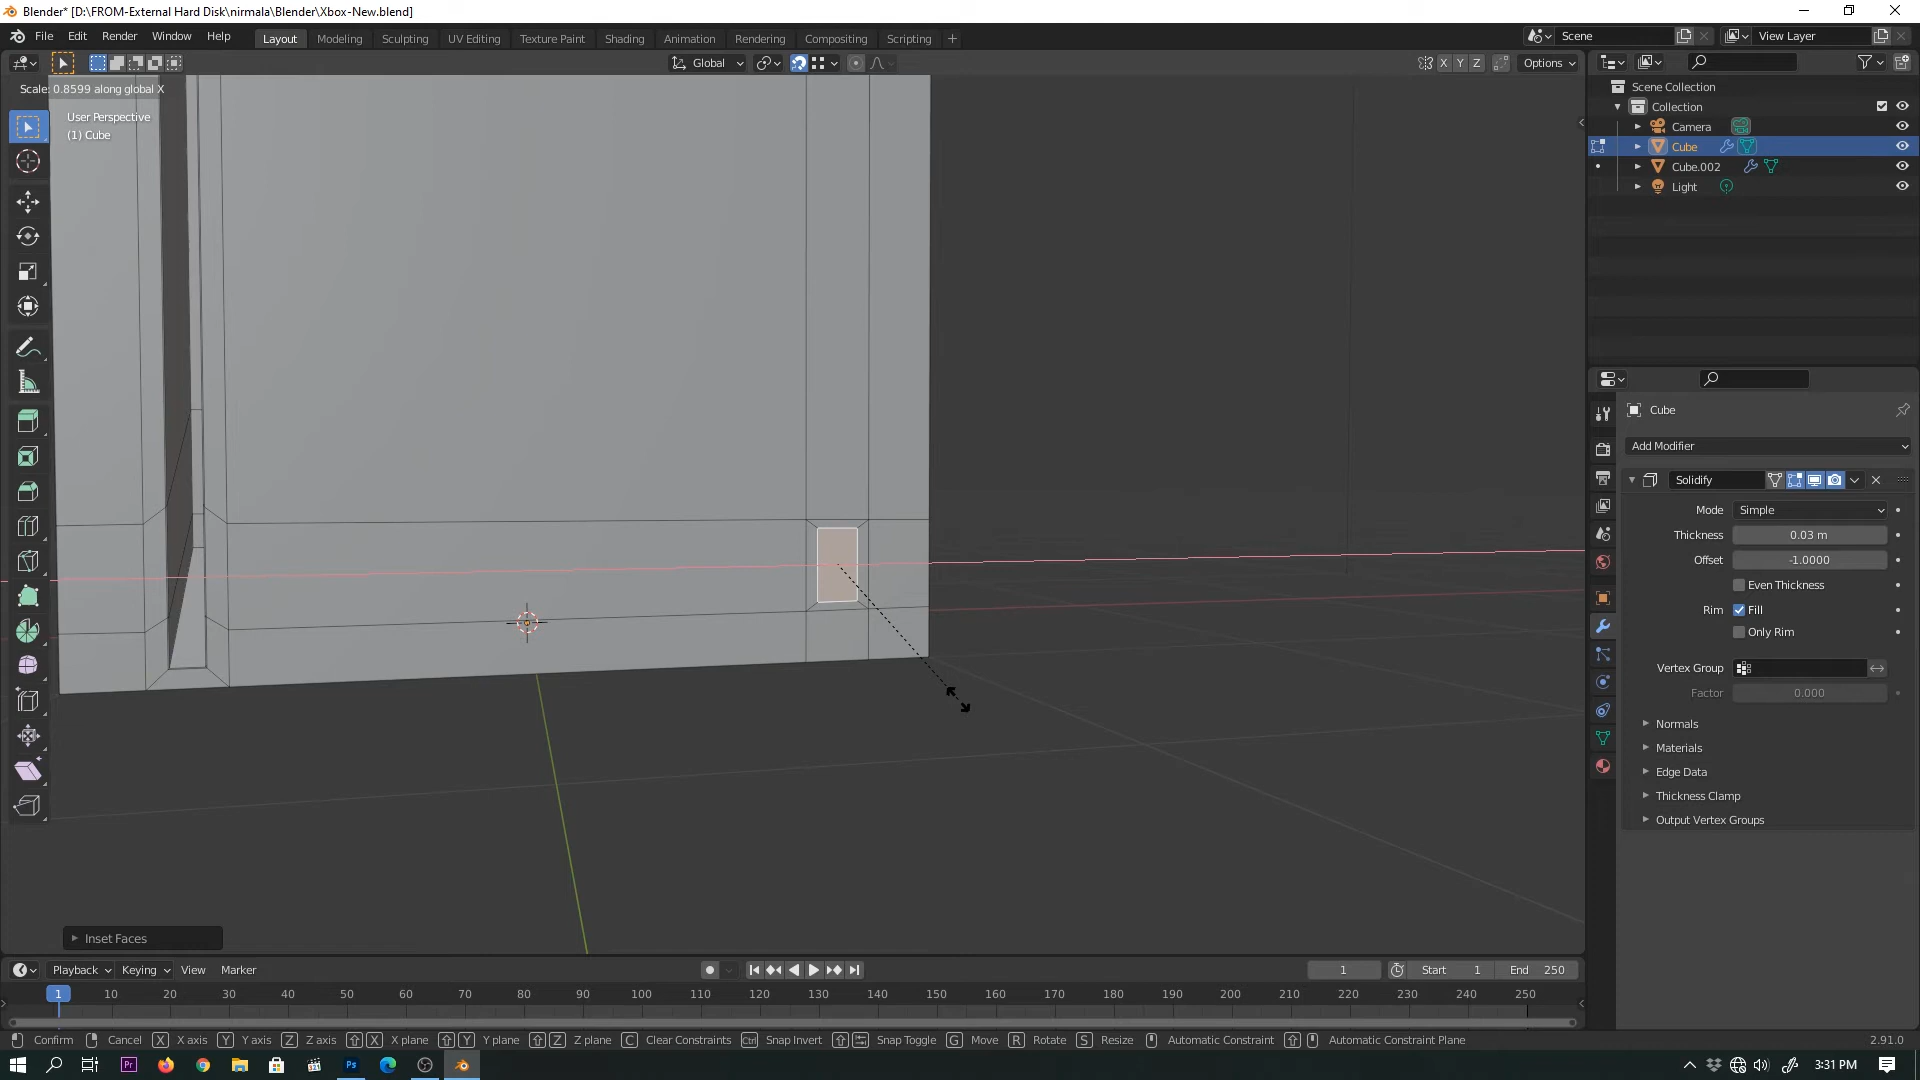 Blender* [D:\FROM-External Hard Disk\nirmala\Blender\Xbox-New.blend]
File Edit Render Window Help
Layout Modeling Sculpting UV Editing Texture Paint Shading Animation Rendering Compositing Scripting +
Scene
View Layer
Global
X Y Z
Options
Scale: 0.8599 along global X
User Perspective
(1) Cube
Scene Collection
Collection
Camera
Cube
Cube.002
Light
Cube
Add Modifier
Solidify
Mode Simple
Thickness 0.03 m
Offset -1.0000
Even Thickness
Rim Fill
Only Rim
Vertex Group
Factor 0.000
Normals
Materials
Edge Data
Thickness Clamp
Output Vertex Groups
Inset Faces
Playback Keying View Marker
1 Start 1 End 250
1 10 20 30 40 50 60 70 80 90 100 110 120 130 140 150 160 170 180 190 200 210 220 230 240 250
Confirm Cancel X X axis Y Y axis Z Z axis X X plane Y Y plane Z Z plane C Clear Constraints Ctrl Snap Invert Snap Toggle G Move R Rotate S Resize Automatic Constraint Automatic Constraint Plane 2.91.0
Pr Ps 3:31 PM